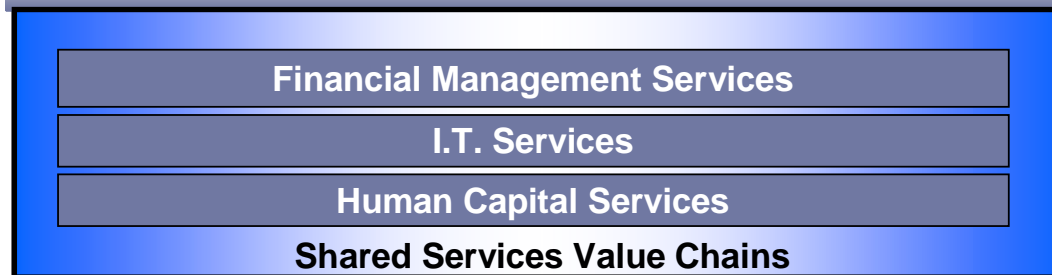 Financial Management Services
I.T. Services
Human Capital Services
Shared Services Value Chains